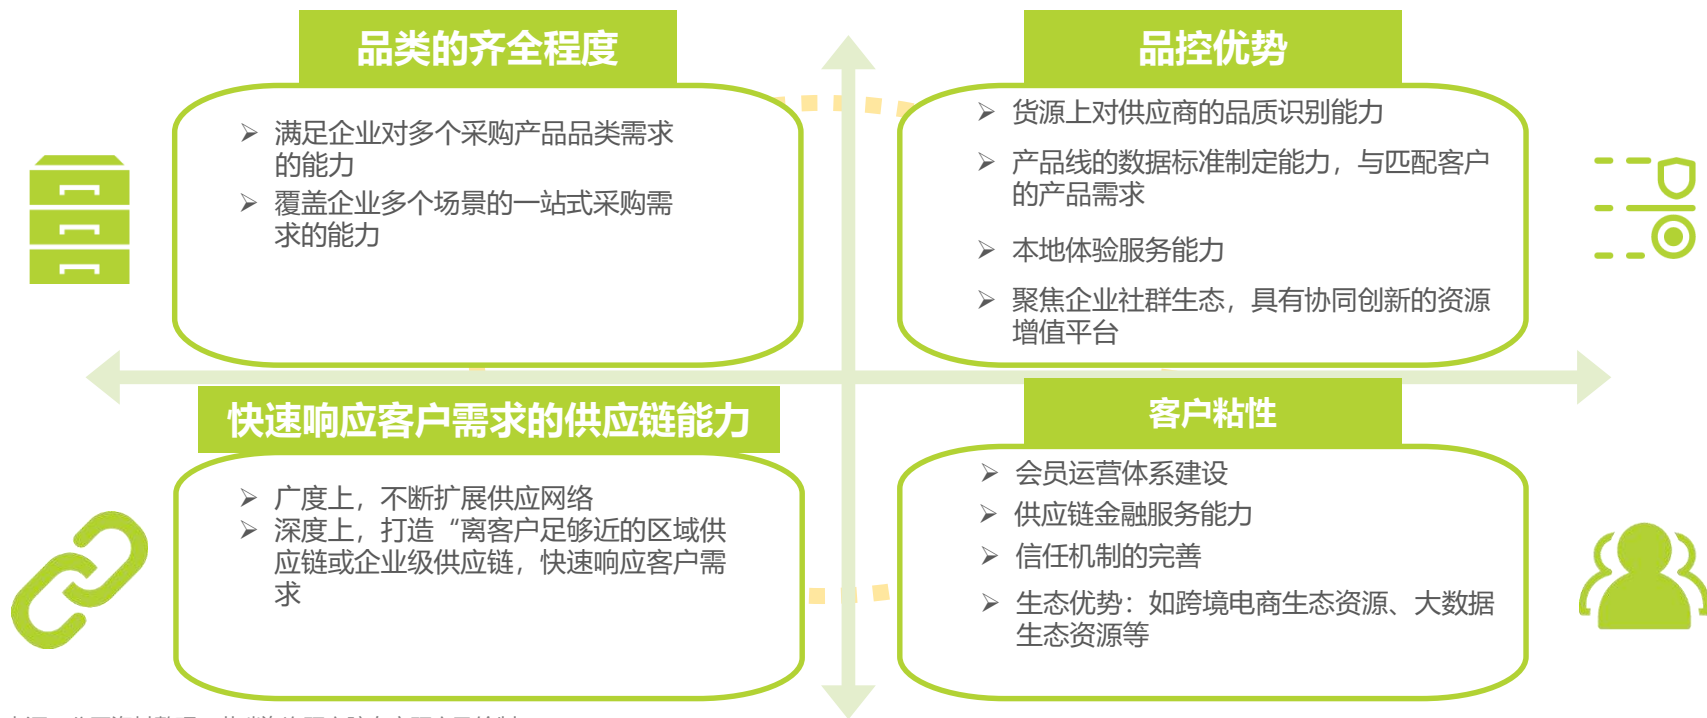 品类的齐全程度
满足企业对多个采购产品品类需求
的能力
覆盖企业多个场景的一站式采购需
求的能力
品控优势
货源上对供应商的品质识别能力
产品线的数据标准制定能力，与匹配客户
的产品需求
本地体验服务能力
聚焦企业社群生态，具有协同创新的资源
增值平台
快速响应客户需求的供应链能力
广度上，不断扩展供应网络
深度上，打造“离客户足够近的区域供
应链或企业级供应链，快速响应客户需
求
客户粘性
会员运营体系建设
供应链金融服务能力
信任机制的完善
生态优势：如跨境电商生态资源、大数据
生态资源等